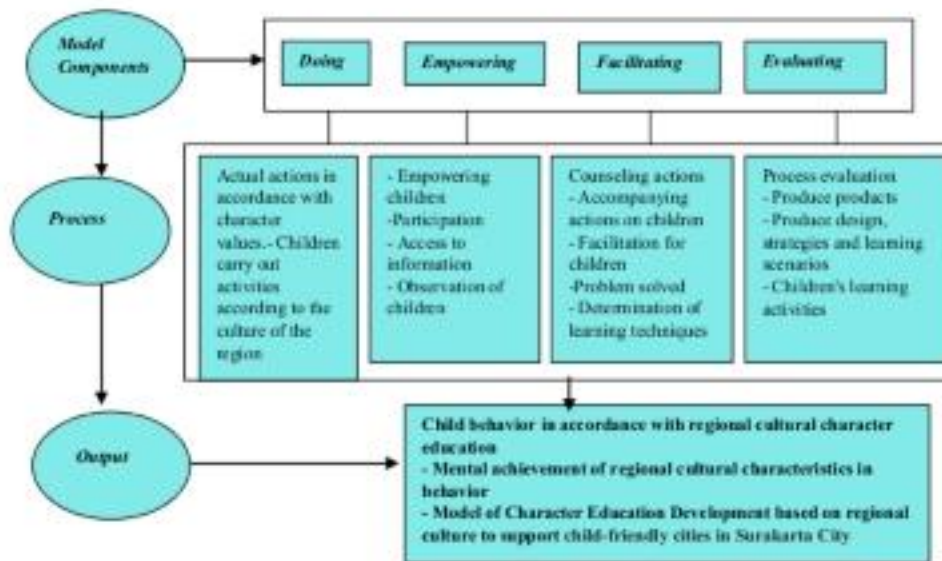 Model
Components
Doing
Empowering
Facilitating
Evaluating
Process
Actual actions in
accordance with
character
values.- Children
carry out
activities
according to the
culture of the
region
- Empowering
children
-Participation
- Access to
information
- Observation of
children
Counseling actions
- Accompanying
actions on children
- Facilitation for
children
-Problem solved
- Determination of
learning techniques
Process evaluation
- Produce products
- Produce design,
strategies and learning
scenarios
- Children's learning
activities
Output
Child behavior in accordance with regional cultural character
education
- Mental achievement of regional cultural characteristics in
behavior
- Model of Character Education Development based on regional
culture to support child-friendly cities in Surakarta City